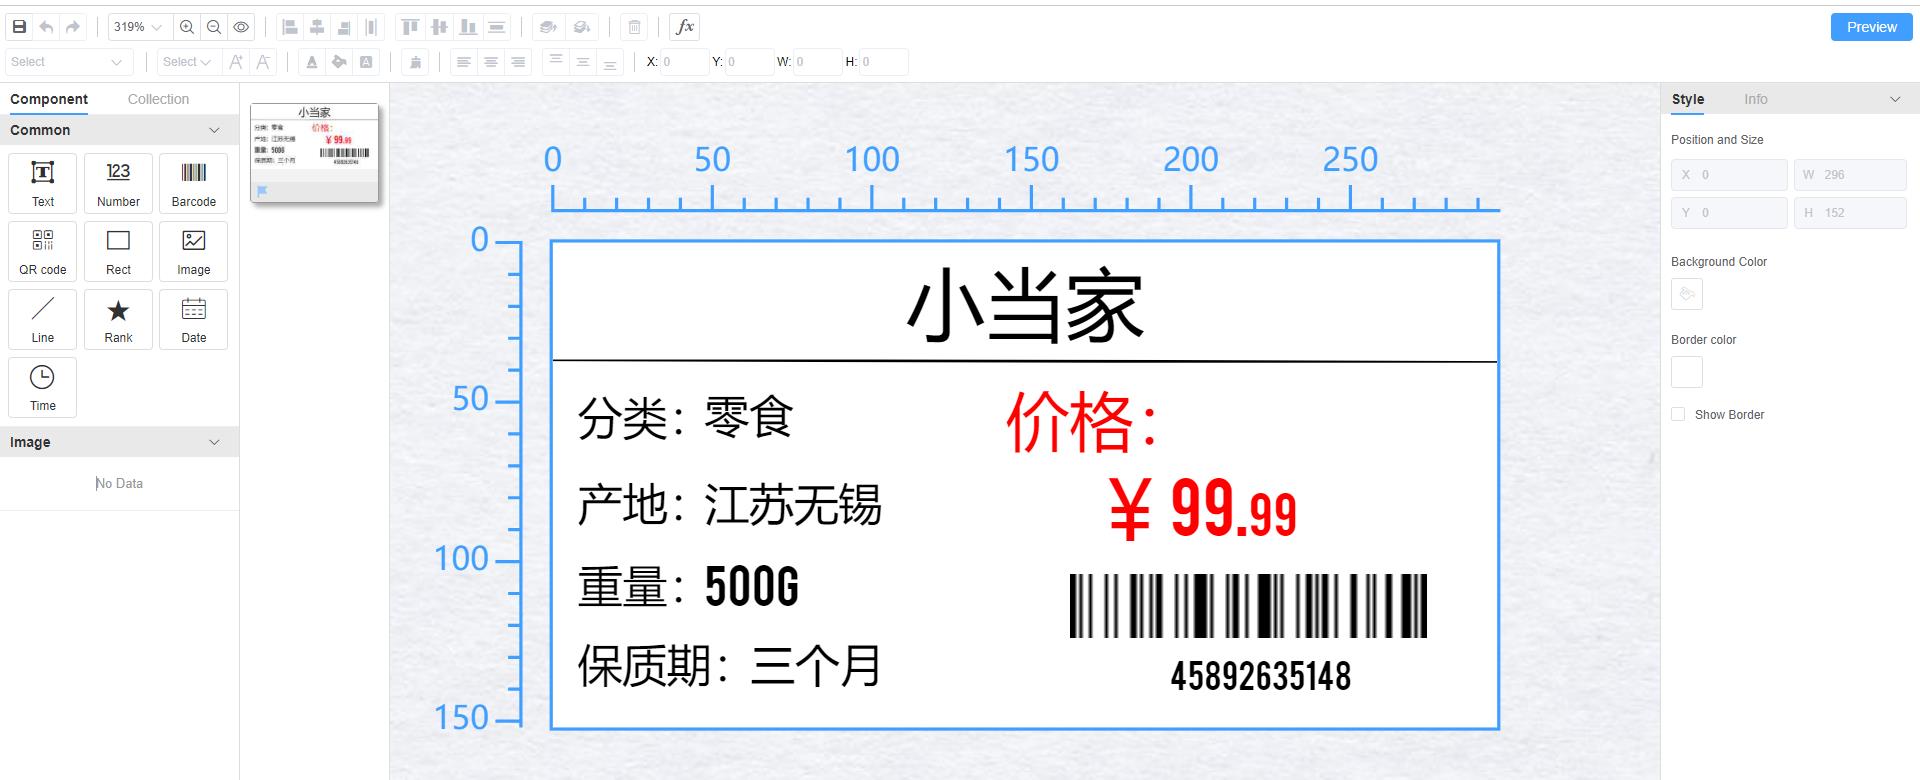 319%
fx
Preview
Select
Select
A+
A-
X: 0
Y: 0
W: 0
H: 0
Component
Collection
Common
Text
123
Number
Barcode
QR code
Rect
Image
Line
Rank
Date
Time
Image
No Data
小当家
分类：零食
价格：
产地：江苏无锡
¥ 99.99
重量：500G
保质期：三个月
45892635148
0 50 100 150 200 250
0
50
100
150
小当家
分类：零食
价格：
产地：江苏无锡
¥ 99.99
重量：500G
保质期：三个月
45892635148
Style
Info
Position and Size
X 0
W 296
Y 0
H 152
Background Color
Border color
Show Border